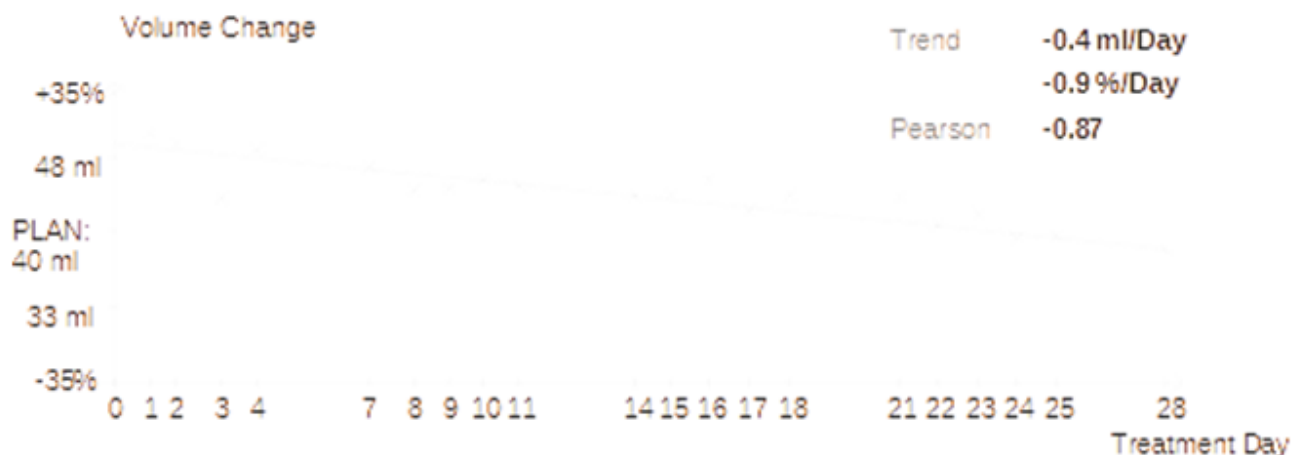 Volume Change
Trend -0.4 ml/Day
-0.9 %/Day
Pearson -0.87
+35%
48 ml
PLAN:
40 ml
33 ml
-35%
0 1 2 3 4 7 8 9 10 11 14 15 16 17 18 21 22 23 24 25 28
Treatment Day